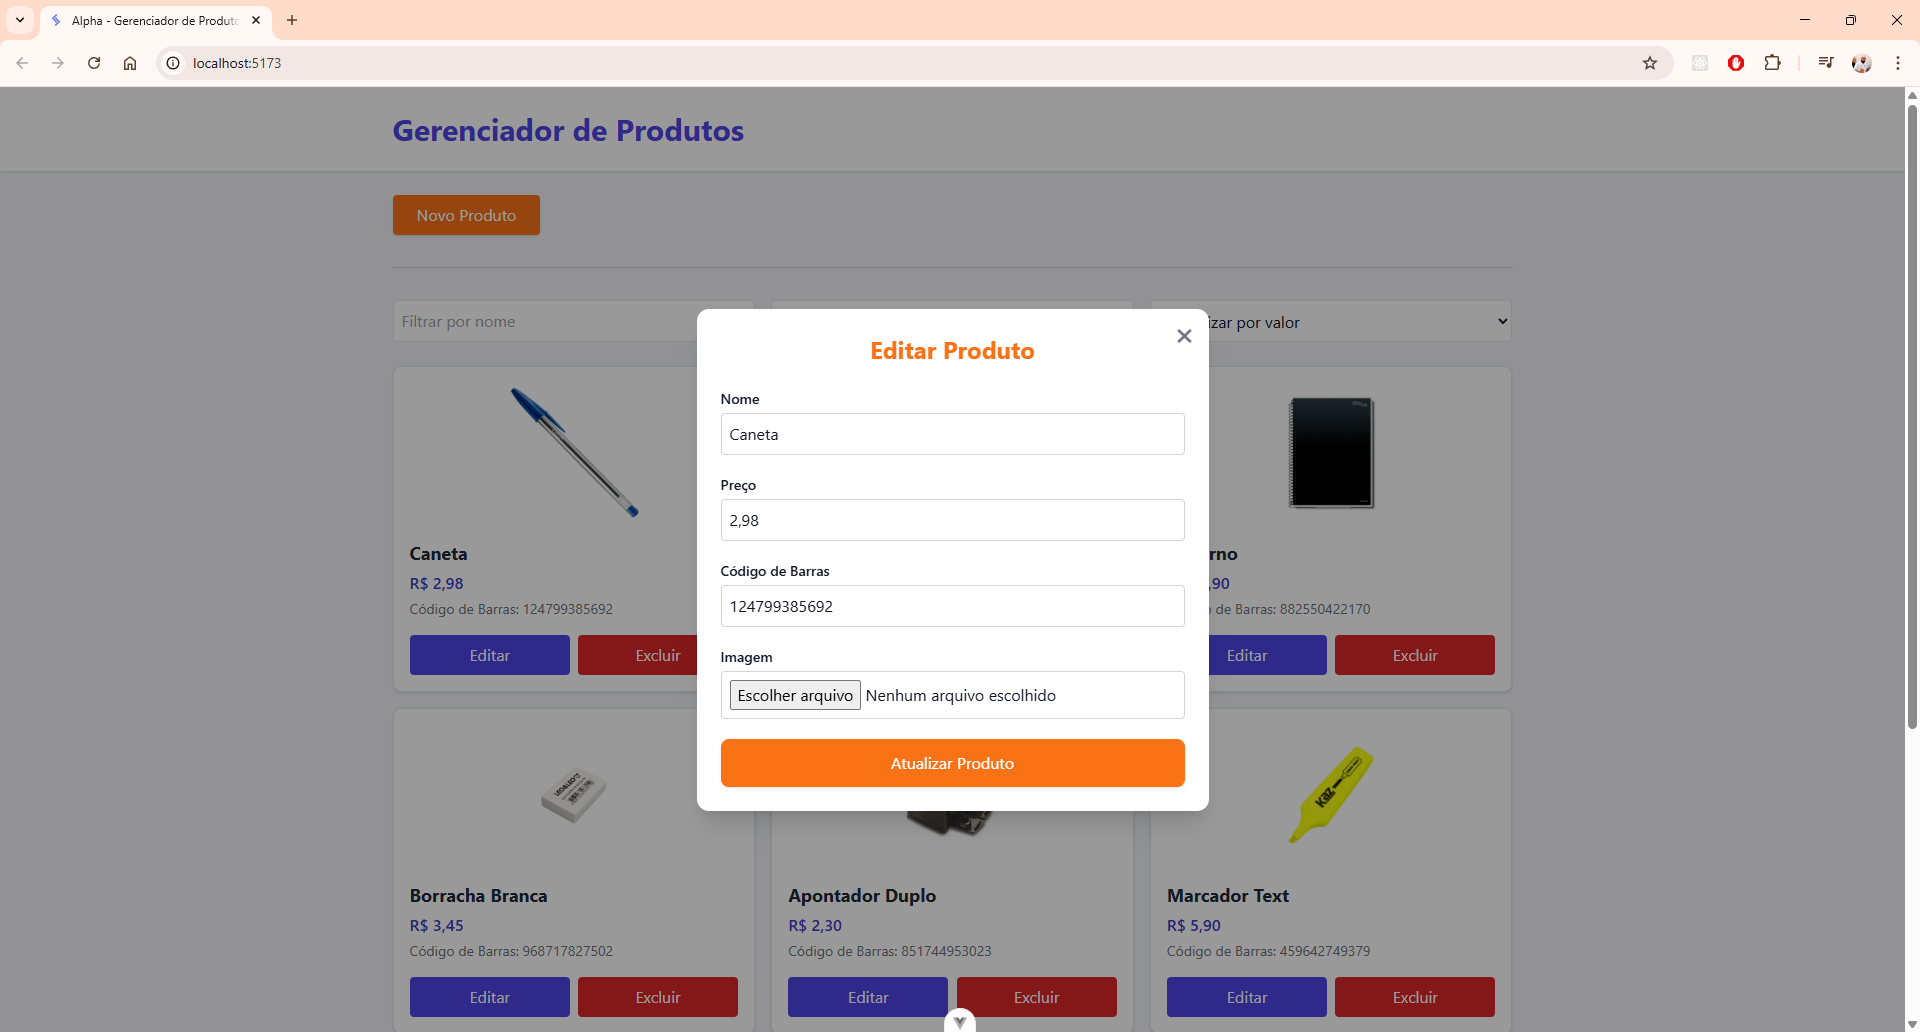 Alpha - Gerenciador de Produto
localhost:5173
Gerenciador de Produtos
Novo Produto
Filtrar por nome
izar por valor
Editar Produto
Nome
Caneta
Preço
2,98
Código de Barras
124799385692
Imagem
Escolher arquivo Nenhum arquivo escolhido
Atualizar Produto
Caneta
R$ 2,98
Código de Barras: 124799385692
Editar
Excluir
rno
,90
de Barras: 882550422170
Editar
Excluir
Borracha Branca
R$ 3,45
Código de Barras: 968717827502
Editar
Excluir
Apontador Duplo
R$ 2,30
Código de Barras: 851744953023
Editar
Excluir
Kaz
Marcador Text
R$ 5,90
Código de Barras: 459642749379
Editar
Excluir